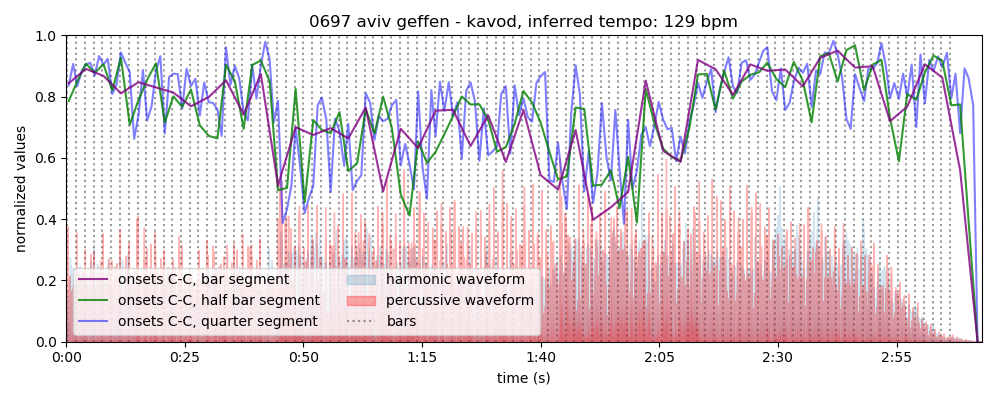 0697 aviv geffen - kavod, inferred tempo: 129 bpm
1.0
0.8
0.6
0.4
0.2
0.0
normalized values
onsets C-C, bar segment
onsets C-C, half bar segment
onsets C-C, quarter segment
harmonic waveform
percussive waveform
bars
0:00 0:25 0:50 1:15 1:40 2:05 2:30 2:55
time (s)